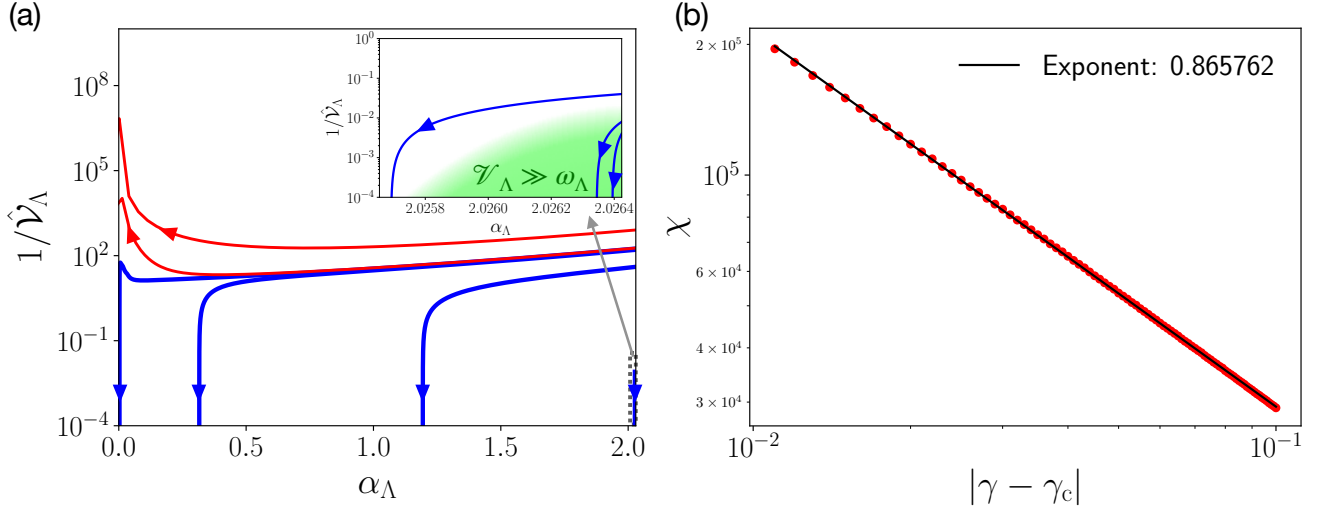 (a)
(b)
10^8
10^5
10^2
10^{-1}
10^{-4}
1/\hat{𝒱}_Λ
0.0
0.5
1.0
1.5
2.0
α_Λ
10^0
10^{-1}
10^{-2}
10^{-3}
10^{-4}
1/\hat{𝒱}_Λ
𝒱_Λ ≫ ω_Λ
2.0258
2.0260
2.0262
2.0264
α_Λ
2 × 10^5
10^5
6 × 10^4
4 × 10^4
3 × 10^4
χ
Exponent: 0.865762
10^{-2}
10^{-1}
|γ − γ_c|